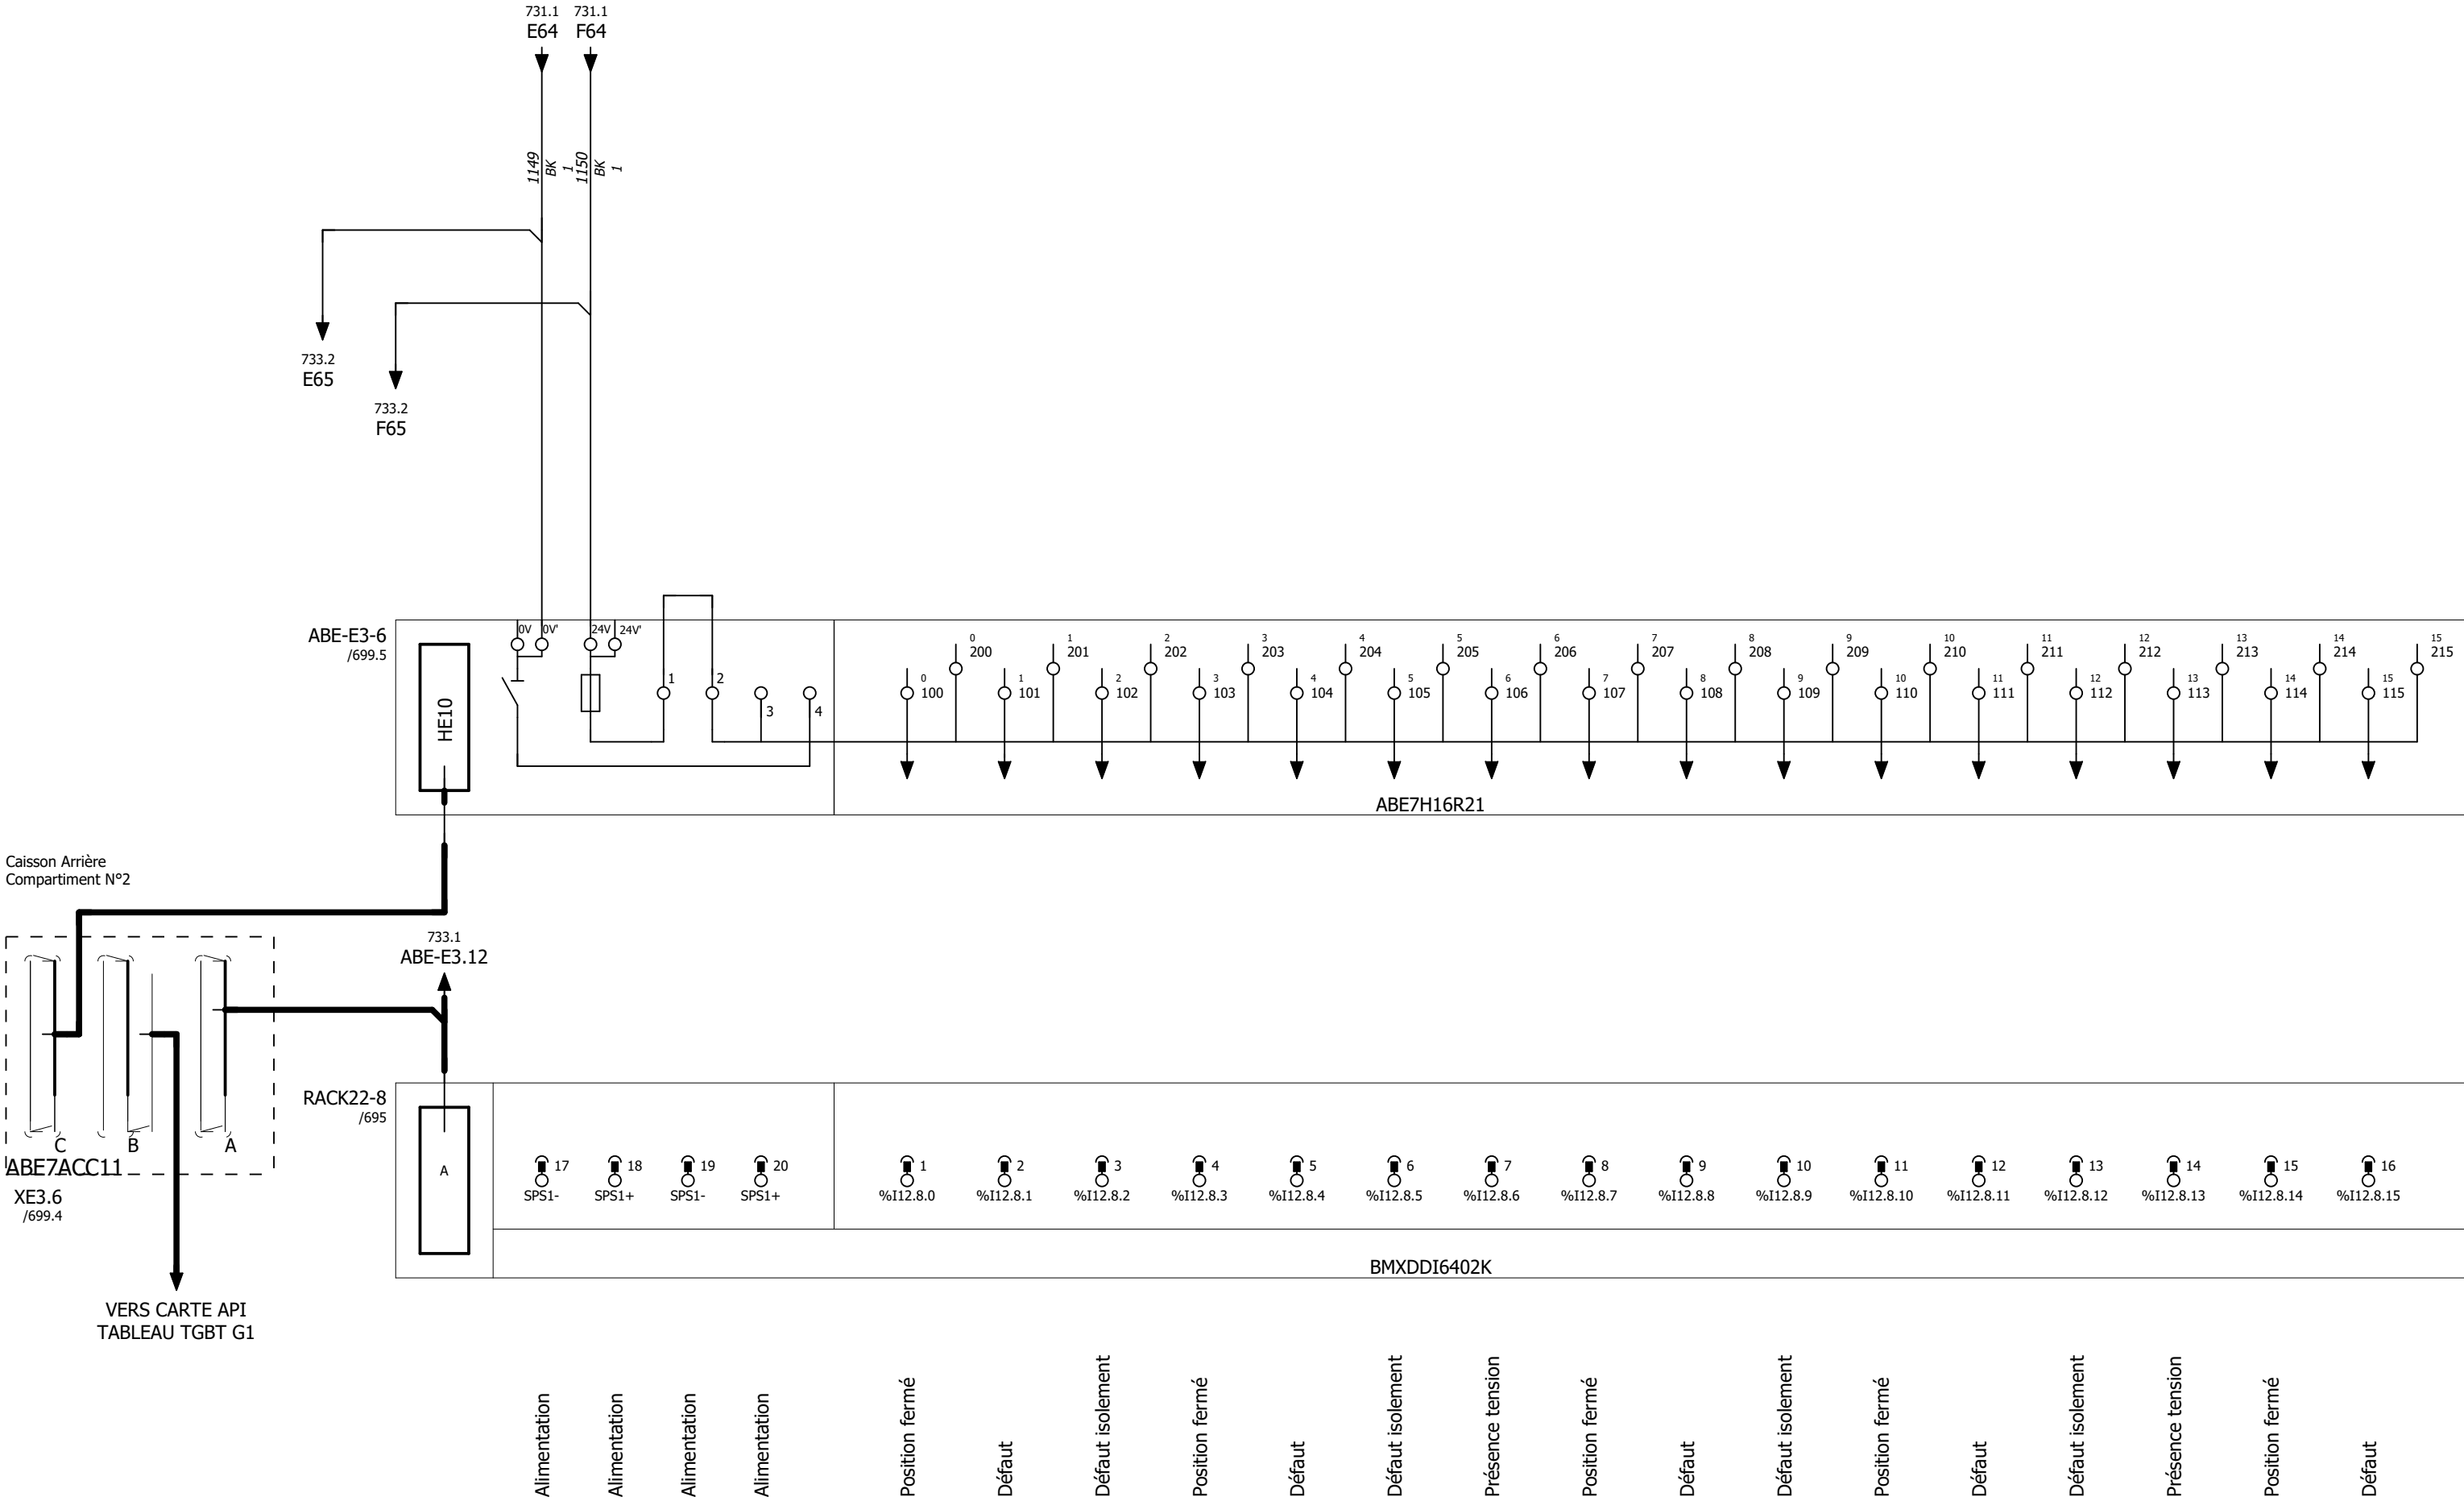 731.1 731.1
E64 F64
1149
BK
1
1150
BK
1
733.2
E65
733.2
F65
ABE-E3-6
/699.5
HE10
0V 0V' 24V 24V'
1 2 3 4
0 1 2 3 4 5 6 7 8 9 10 11 12 13 14 15
200 201 202 203 204 205 206 207 208 209 210 211 212 213 214 215
0 1 2 3 4 5 6 7 8 9 10 11 12 13 14 15
100 101 102 103 104 105 106 107 108 109 110 111 112 113 114 115
ABE7H16R21
Caisson Arrière
Compartiment N°2
733.1
ABE-E3.12
C B A
ABE7ACC11
XE3.6
/699.4
VERS CARTE API
TABLEAU TGBT G1
RACK22-8
/695
A
17 18 19 20 1 2 3 4 5 6 7 8 9 10 11 12 13 14 15 16
SPS1- SPS1+ SPS1- SPS1+ %I12.8.0 %I12.8.1 %I12.8.2 %I12.8.3 %I12.8.4 %I12.8.5 %I12.8.6 %I12.8.7 %I12.8.8 %I12.8.9 %I12.8.10 %I12.8.11 %I12.8.12 %I12.8.13 %I12.8.14 %I12.8.15
BMXDDI6402K
Alimentation
Alimentation
Alimentation
Alimentation
Position fermé
Défaut
Défaut isolement
Position fermé
Défaut
Défaut isolement
Présence tension
Position fermé
Défaut
Défaut isolement
Position fermé
Défaut
Défaut isolement
Présence tension
Position fermé
Défaut